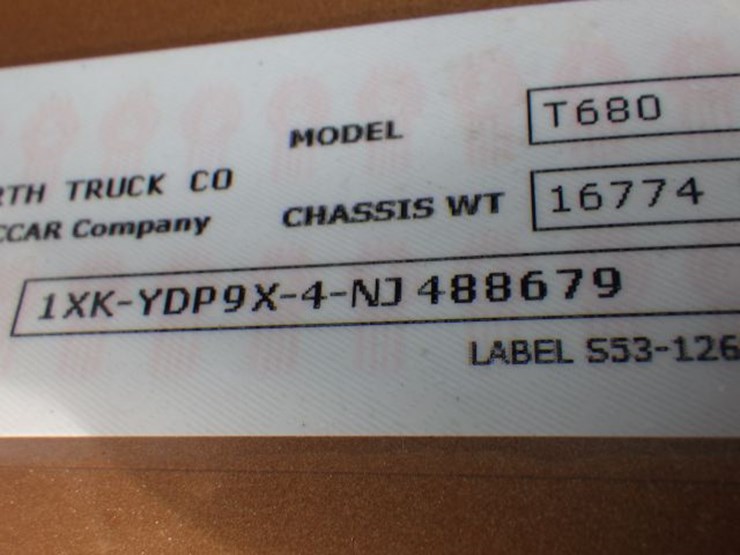 MODEL T680
RTH TRUCK CO
CCAR Company CHASSIS WT 16774
1XK-YDP9X-4-NJ488679
LABEL S53-126